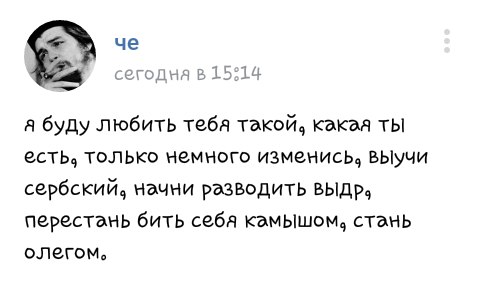 че
сегодня в 15:14
я буду любить тебя такой, какая ты
есть, только немного изменись, выучи
сербский, начни разводить выдр,
перестань бить себя камышом, стань
олегом.